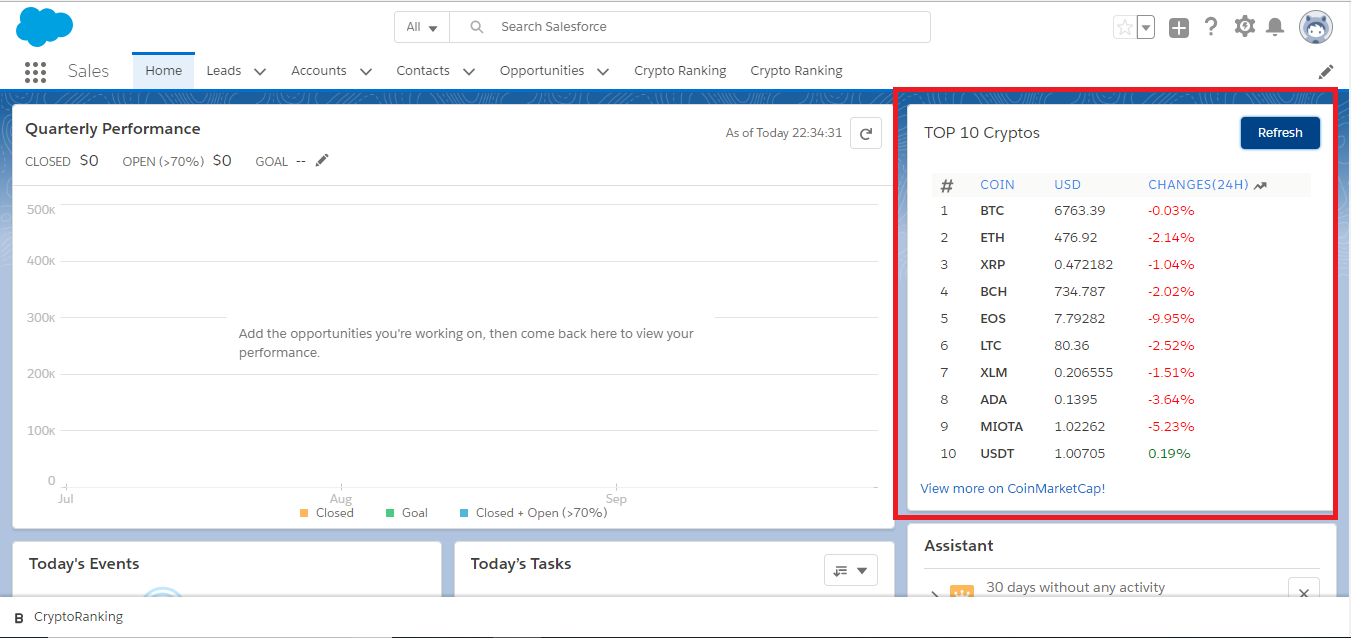 All
Search Salesforce
Sales
Home
Leads
Accounts
Contacts
Opportunities
Crypto Ranking
Crypto Ranking
Quarterly Performance
As of Today 22:34:31
CLOSED $0 OPEN (>70%) $0 GOAL --
500K
400K
300K
200K
100K
0
Add the opportunities you're working on, then come back here to view your
performance.
Jul Aug Sep
Closed Goal Closed + Open (>70%)
TOP 10 Cryptos
Refresh
# COIN USD CHANGES(24H)
1 BTC 6763.39 -0.03%
2 ETH 476.92 -2.14%
3 XRP 0.472182 -1.04%
4 BCH 734.787 -2.02%
5 EOS 7.79282 -9.95%
6 LTC 80.36 -2.52%
7 XLM 0.206555 -1.51%
8 ADA 0.1395 -3.64%
9 MIOTA 1.02262 -5.23%
10 USDT 1.00705 0.19%
View more on CoinMarketCap!
Today's Events
Today's Tasks
Assistant
30 days without any activity
B CryptoRanking